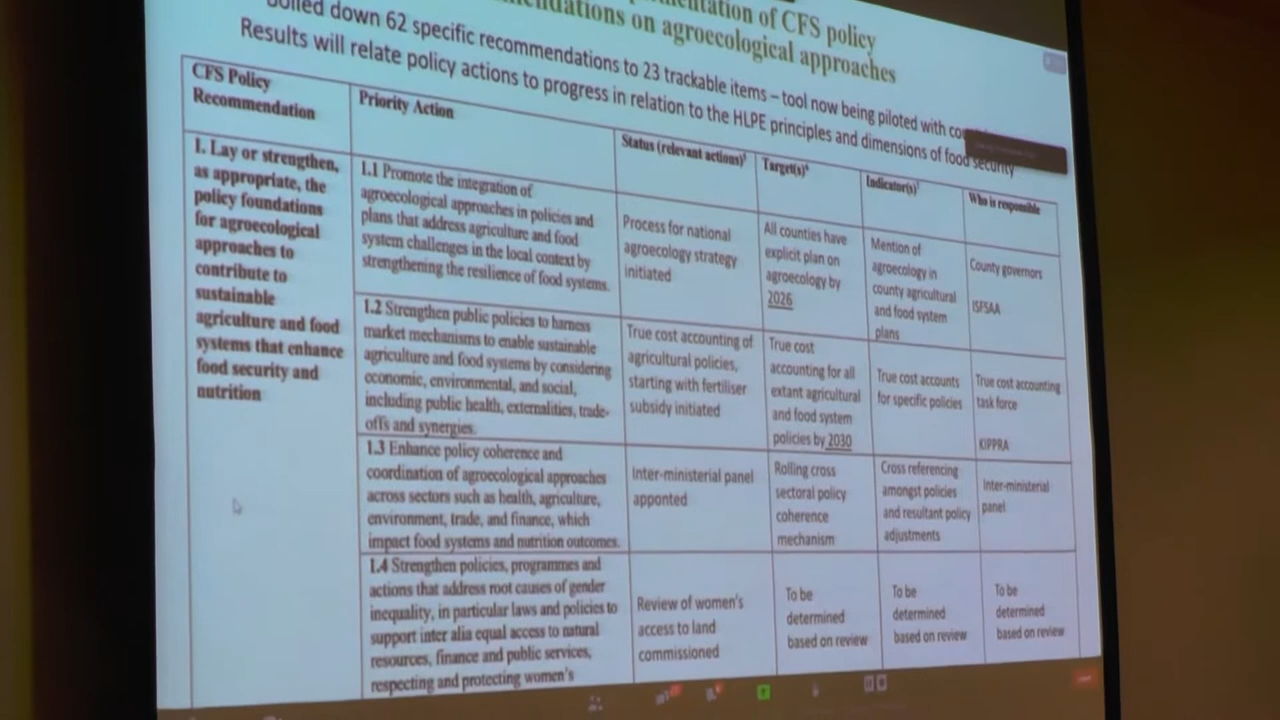 entation of CFS policy
endations on agroecological approaches
boiled down 62 specific recommendations to 23 trackable items – tool now being piloted with co
Results will relate policy actions to progress in relation to the HLPE principles and dimensions of food security
CFS Policy
Recommendation
Priority Action
Status (relevant actions)
Target(s)
Indicator(s)
Who is responsible
1. Lay or strengthen,
as appropriate, the
policy foundations
for agroecological
approaches to
contribute to
sustainable
agriculture and food
systems that enhance
food security and
nutrition
1.1 Promote the integration of
agroecological approaches in policies and
plans that address agriculture and food
system challenges in the local context by
strengthening the resilience of food systems.
Process for national
agroecology strategy
initiated
All counties have
explicit plan on
agroecology by
2026
Mention of
agroecology in
county agricultural
and food system
plans
County governors
ISFSAA
1.2 Strengthen public policies to harness
market mechanisms to enable sustainable
agriculture and food systems by considering
economic, environmental, and social,
including public health, externalities, trade-
offs and synergies.
True cost accounting of
agricultural policies,
starting with fertiliser
subsidy initiated
True cost
accounting for all
extant agricultural
and food system
policies by 2030
True cost accounts
for specific policies
True cost accounting
task force
KIPPRA
1.3 Enhance policy coherence and
coordination of agroecological approaches
across sectors such as health, agriculture,
environment, trade, and finance, which
impact food systems and nutrition outcomes.
Inter-ministerial panel
apponted
Rolling cross
sectoral policy
coherence
mechanism
Cross referencing
amongst policies
and resultant policy
adjustments
Inter-ministerial
panel
1.4 Strengthen policies, programmes and
actions that address root causes of gender
inequality, in particular laws and policies to
support inter alia equal access to natural
resources, finance and public services,
respecting and protecting women's
Review of women's
access to land
commissioned
To be
determined
based on review
To be
determined
based on review
To be
determined
based on review